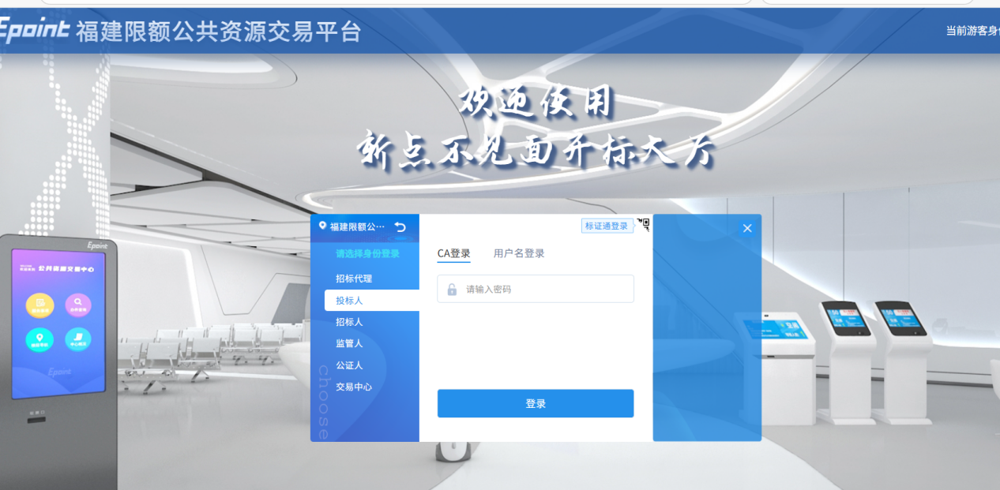 Epoint 福建限额公共资源交易平台
当前游客身
欢迎使用
新点不见面开标大厅
福建限额公…
标证通登录
请选择身份登录
CA登录 用户名登录
招标代理
请输入密码
投标人
招标人
监管人
公证人
交易中心
登录
choose
Epoint
公共资源交易中心
Epoint